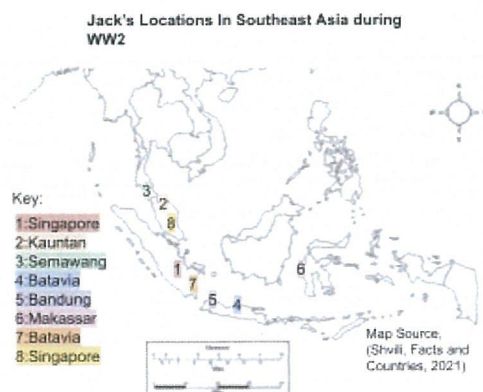 Jack's Locations In Southeast Asia during
WW2
Key:
1:Singapore
2:Kauntan
3:Semawang
4:Batavia
5:Bandung
6:Makassar
7:Batavia
8:Singapore
3
2
8
1
7
5
4
6
Map Source,
(Shvili, Facts and
Countries, 2021)